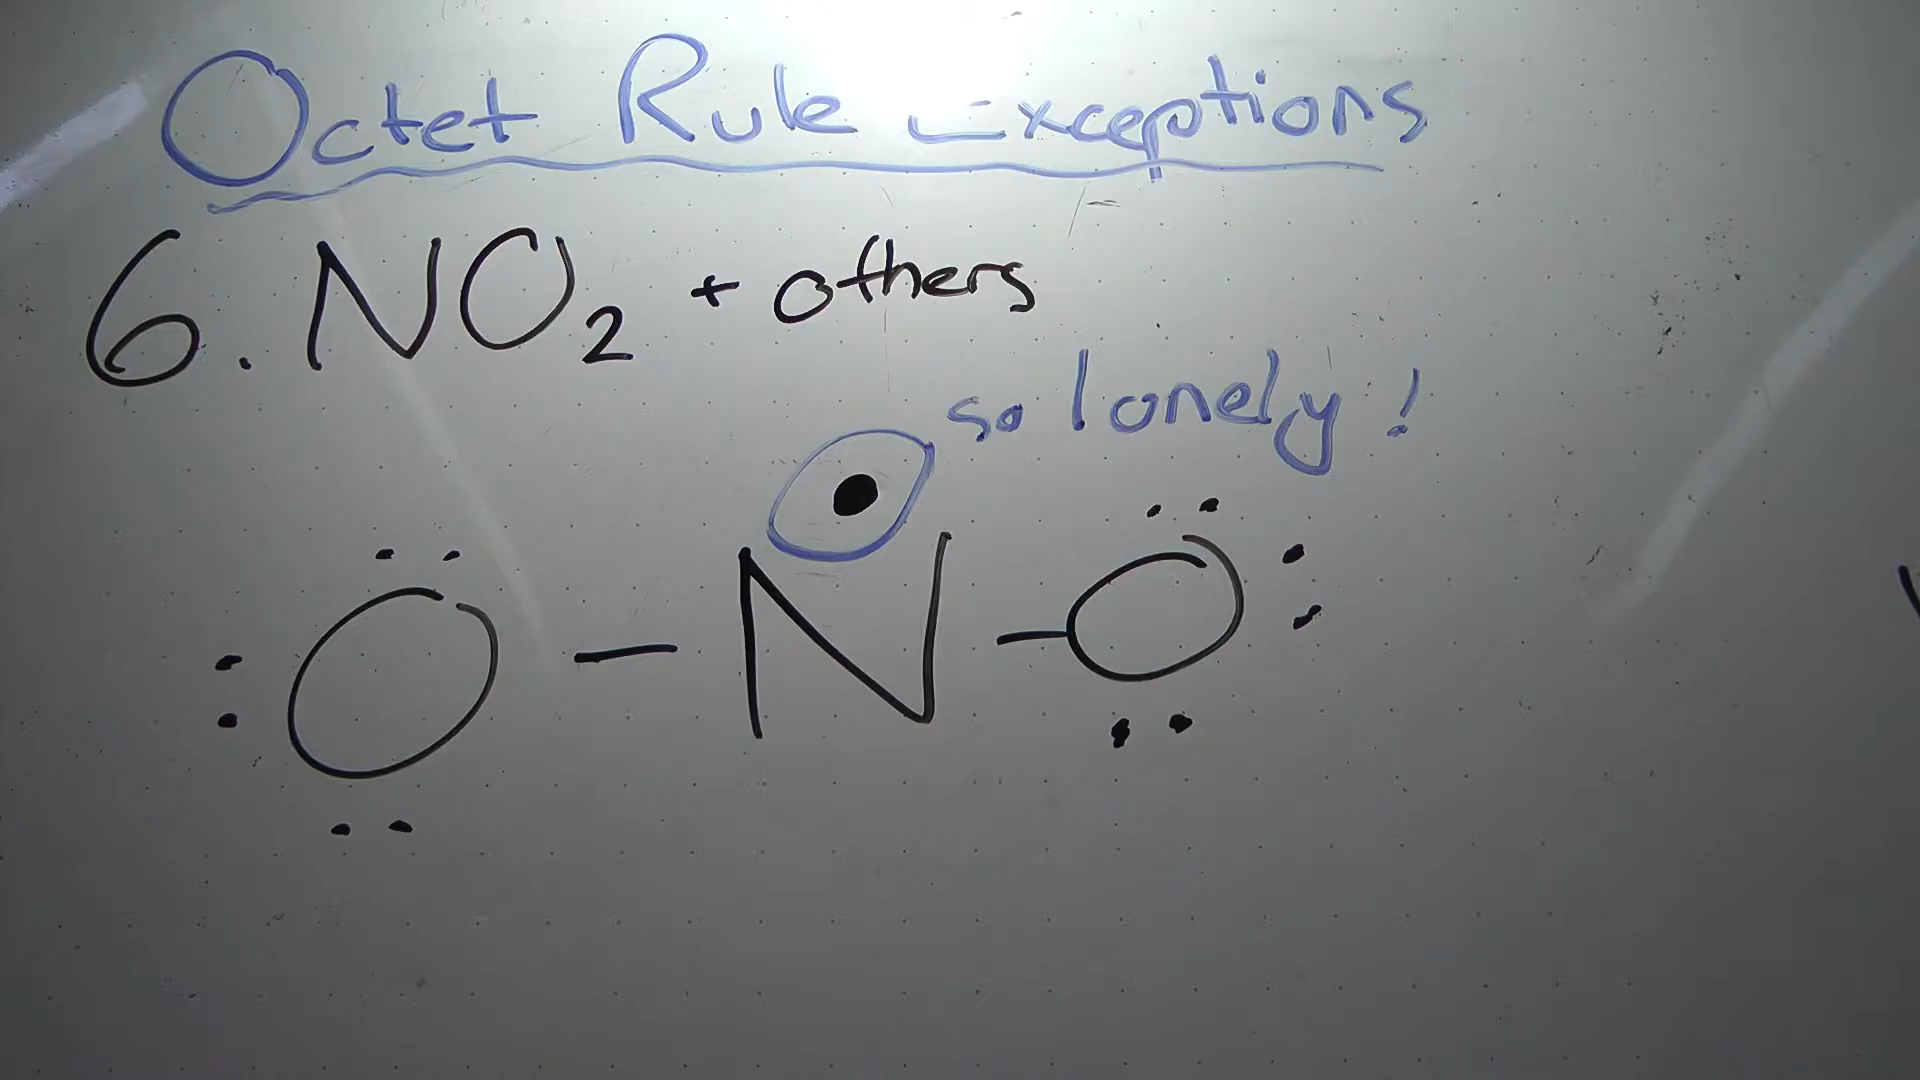 Octet Rule Exceptions
6. NO₂ + others
so lonely!
O - N - O